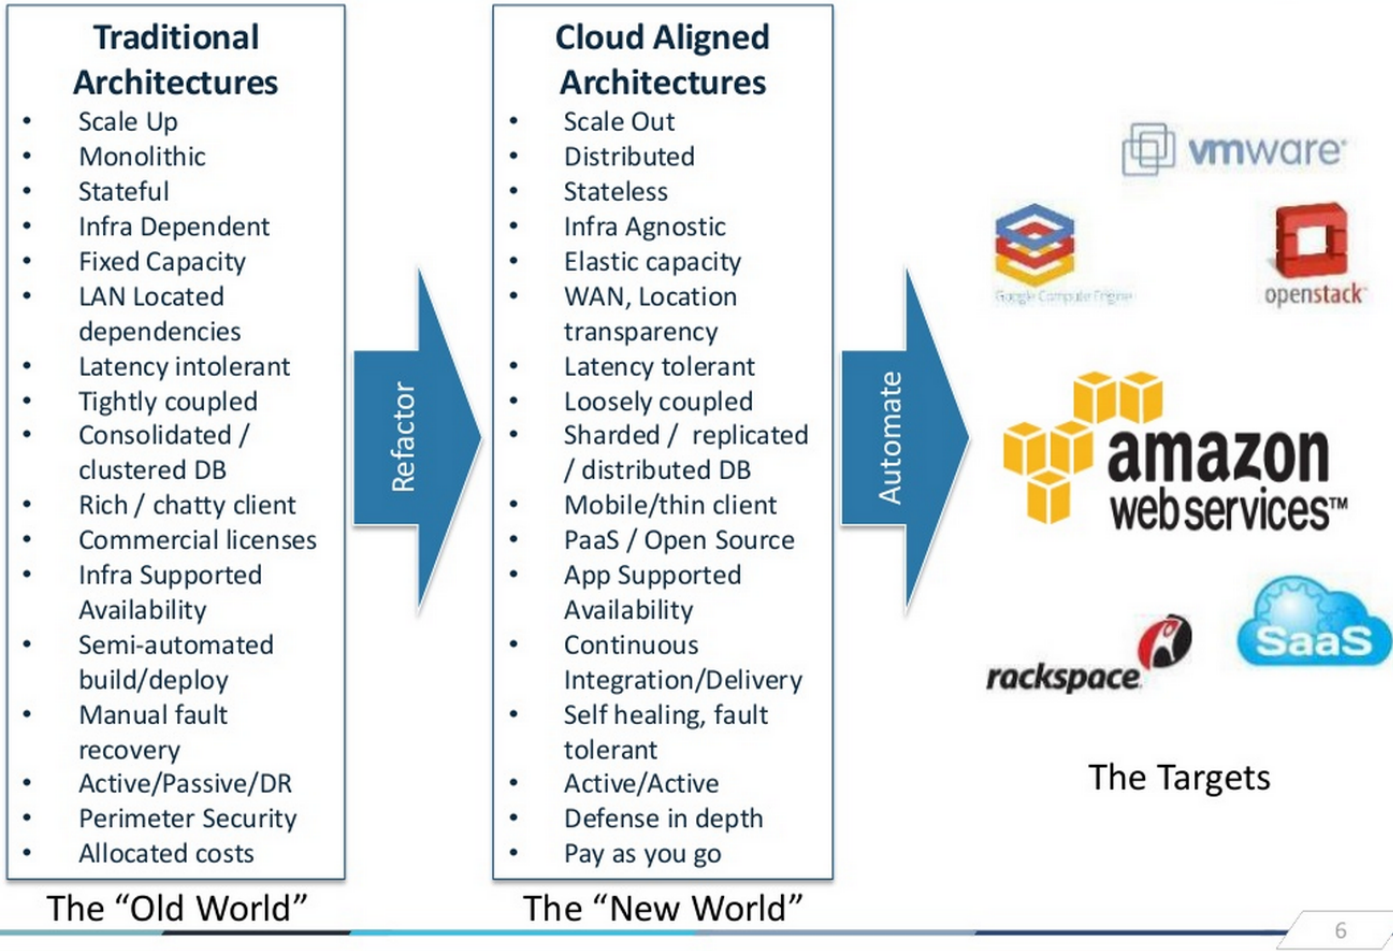 Traditional
Architectures
• Scale Up
• Monolithic
• Stateful
• Infra Dependent
• Fixed Capacity
• LAN Located
dependencies
• Latency intolerant
• Tightly coupled
• Consolidated /
clustered DB
• Rich / chatty client
• Commercial licenses
• Infra Supported
Availability
• Semi-automated
build/deploy
• Manual fault
recovery
• Active/Passive/DR
• Perimeter Security
• Allocated costs
The “Old World”
Refactor
Cloud Aligned
Architectures
• Scale Out
• Distributed
• Stateless
• Infra Agnostic
• Elastic capacity
• WAN, Location
transparency
• Latency tolerant
• Loosely coupled
• Sharded / replicated
/ distributed DB
• Mobile/thin client
• PaaS / Open Source
• App Supported
Availability
• Continuous
Integration/Delivery
• Self healing, fault
tolerant
• Active/Active
• Defense in depth
• Pay as you go
The “New World”
Automate
vmware
Google Compute Engine
openstack
amazon
web services™
SaaS
rackspace
The Targets
6